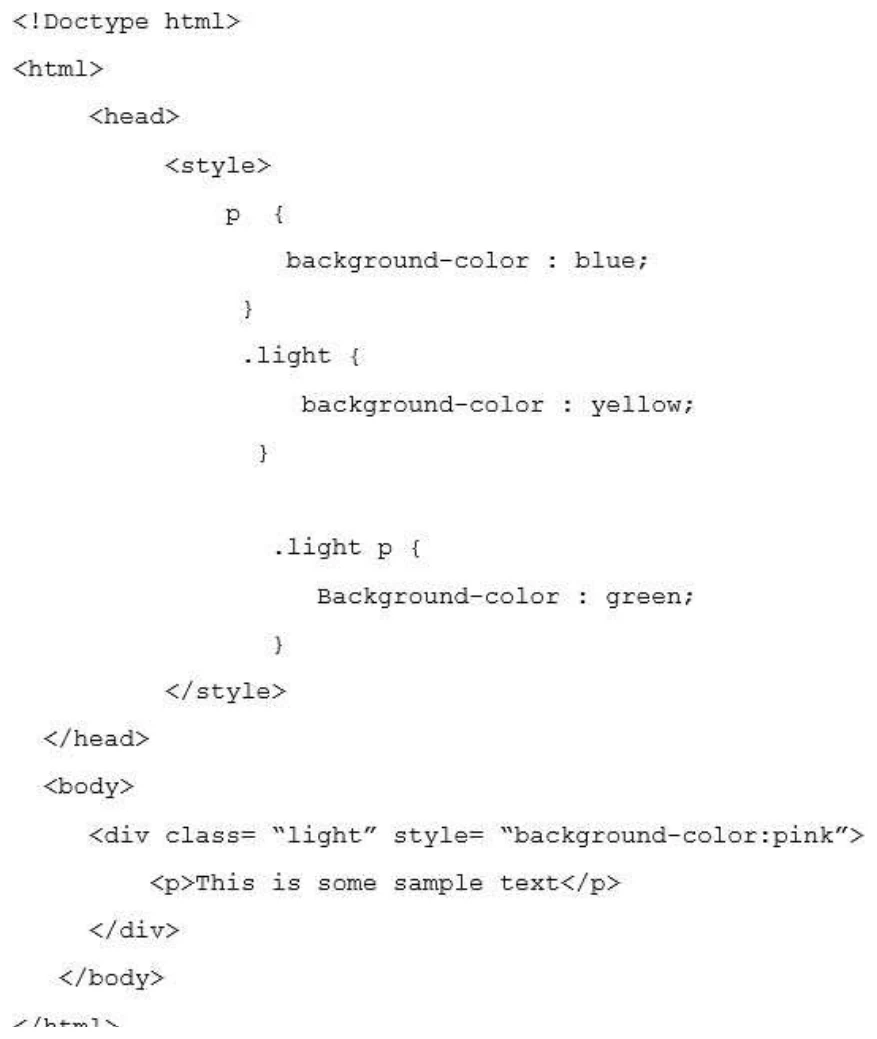 <!Doctype html>
<html>
<head>
<style>
p {
background-color : blue;
}
.light {
background-color : yellow;
}
.light p {
Background-color : green;
}
</style>
</head>
<body>
<div class= “light” style= “background-color:pink”>
<p>This is some sample text</p>
</div>
</body>
</html>